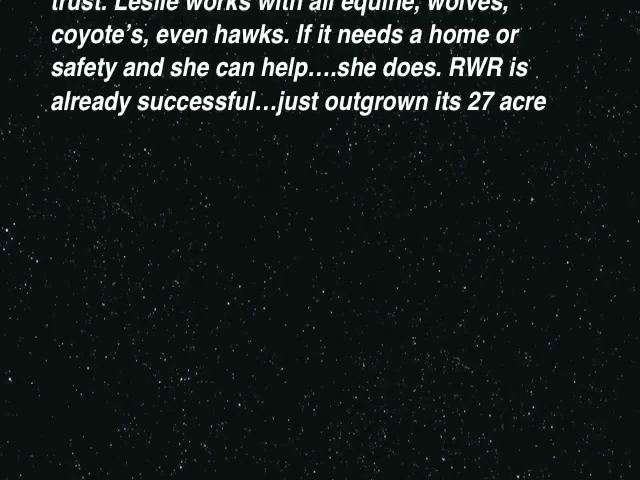 trust. Leslie works with all equine, wolves,
coyote’s, even hawks. If it needs a home or
safety and she can help….she does. RWR is
already successful…just outgrown its 27 acre